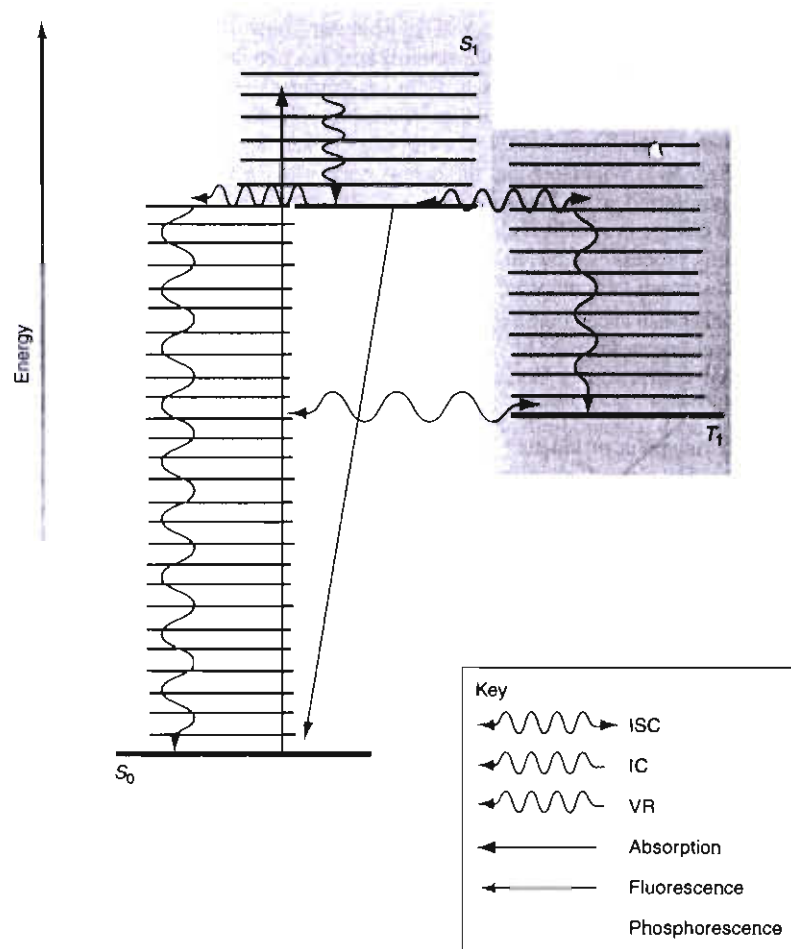 S₁
Energy
T₁
S₀
Key
ISC
IC
VR
Absorption
Fluorescence
Phosphorescence